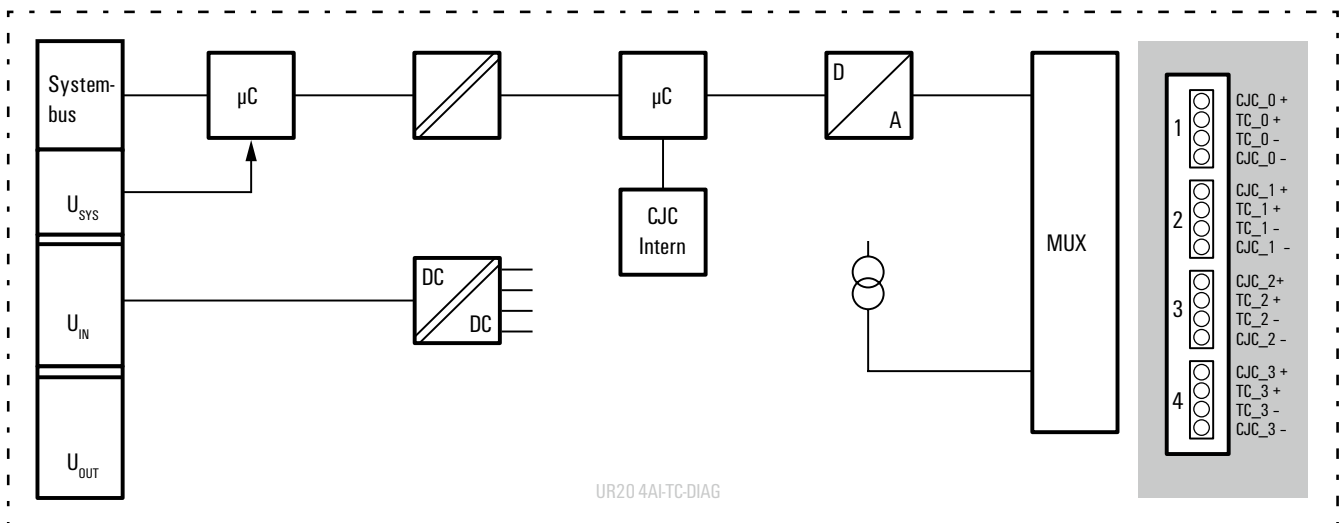 System-
bus
µC
µC
D
A
U_SYS
CJC
Intern
MUX
DC
DC
U_IN
U_OUT
1
CJC_0 +
TC_0 +
TC_0 –
CJC_0 –
2
CJC_1 +
TC_1 +
TC_1 –
CJC_1 –
3
CJC_2+
TC_2 +
TC_2 –
CJC_2 –
4
CJC_3 +
TC_3 +
TC_3 –
CJC_3 –
UR20 4AI-TC-DIAG